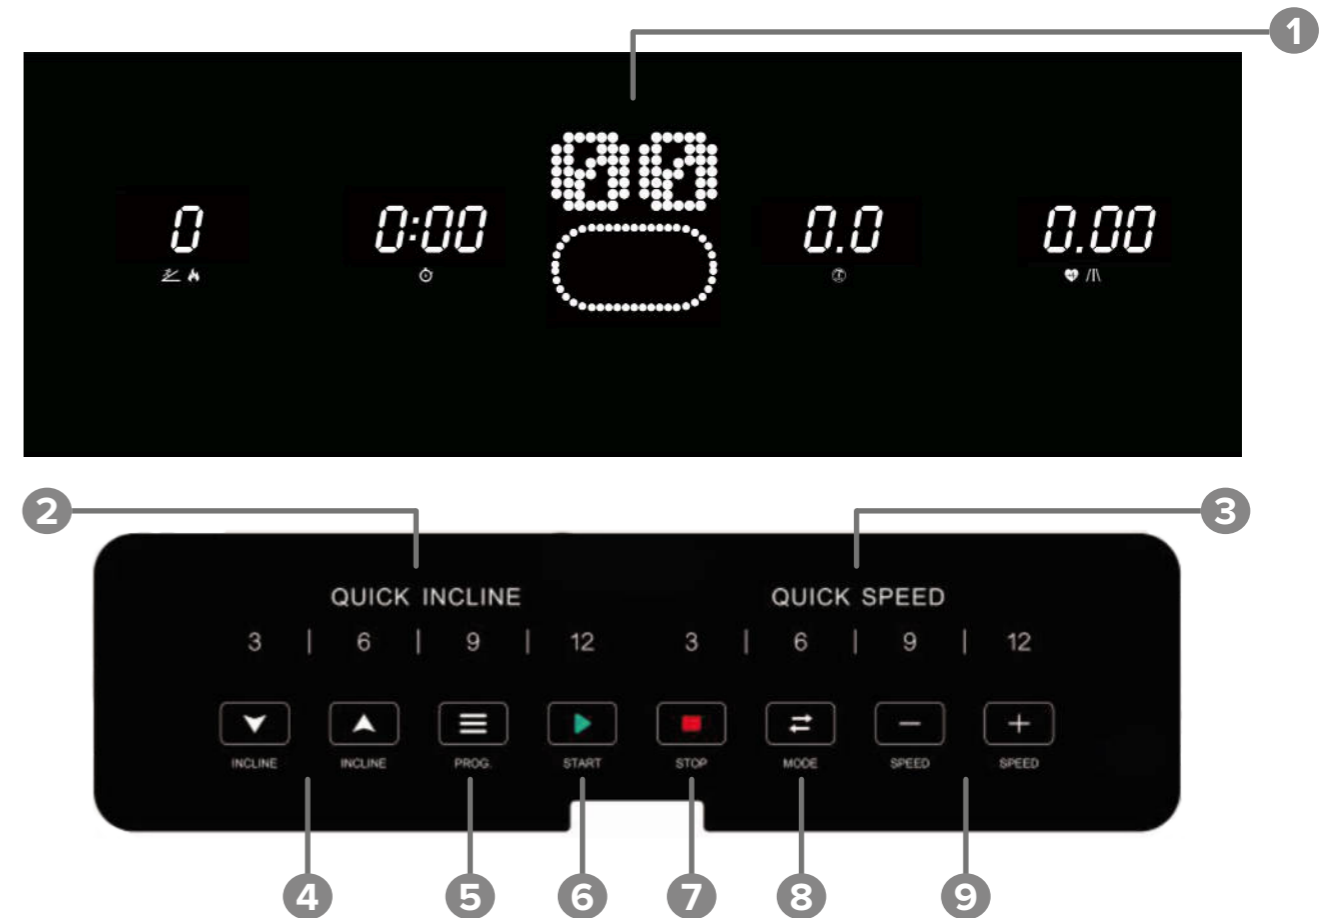 1
00
0 0:00 0.0 0.00
2 3
QUICK INCLINE QUICK SPEED
3 | 6 | 9 | 12 3 | 6 | 9 | 12
INCLINE INCLINE PROG. START STOP MODE SPEED SPEED
4 5 6 7 8 9